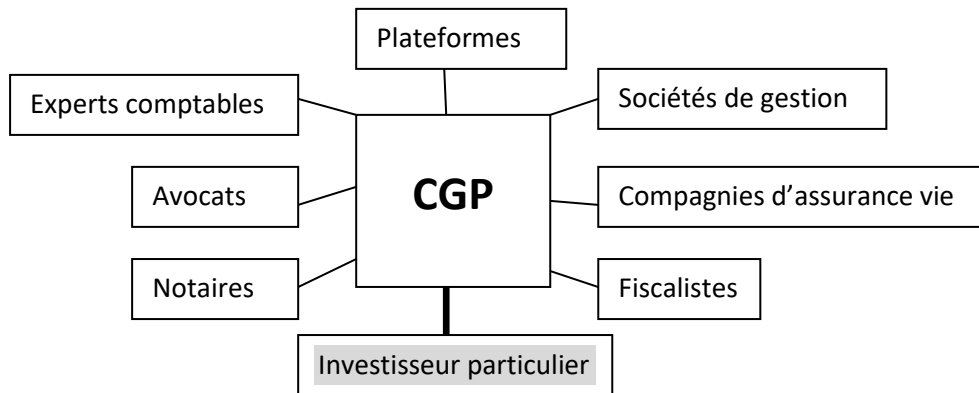 Plateformes
Experts comptables
Sociétés de gestion
CGP
Avocats
Compagnies d’assurance vie
Notaires
Fiscalistes
Investisseur particulier